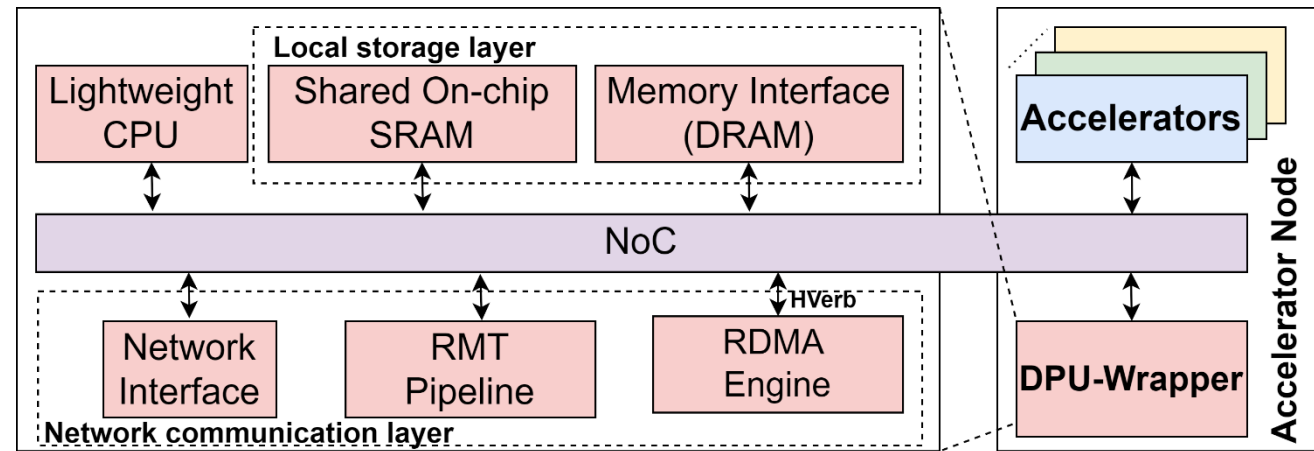 Local storage layer
Lightweight
CPU
Shared On-chip
SRAM
Memory Interface
(DRAM)
NoC
HVerb
Network
Interface
RMT
Pipeline
RDMA
Engine
Network communication layer
Accelerators
DPU-Wrapper
Accelerator Node